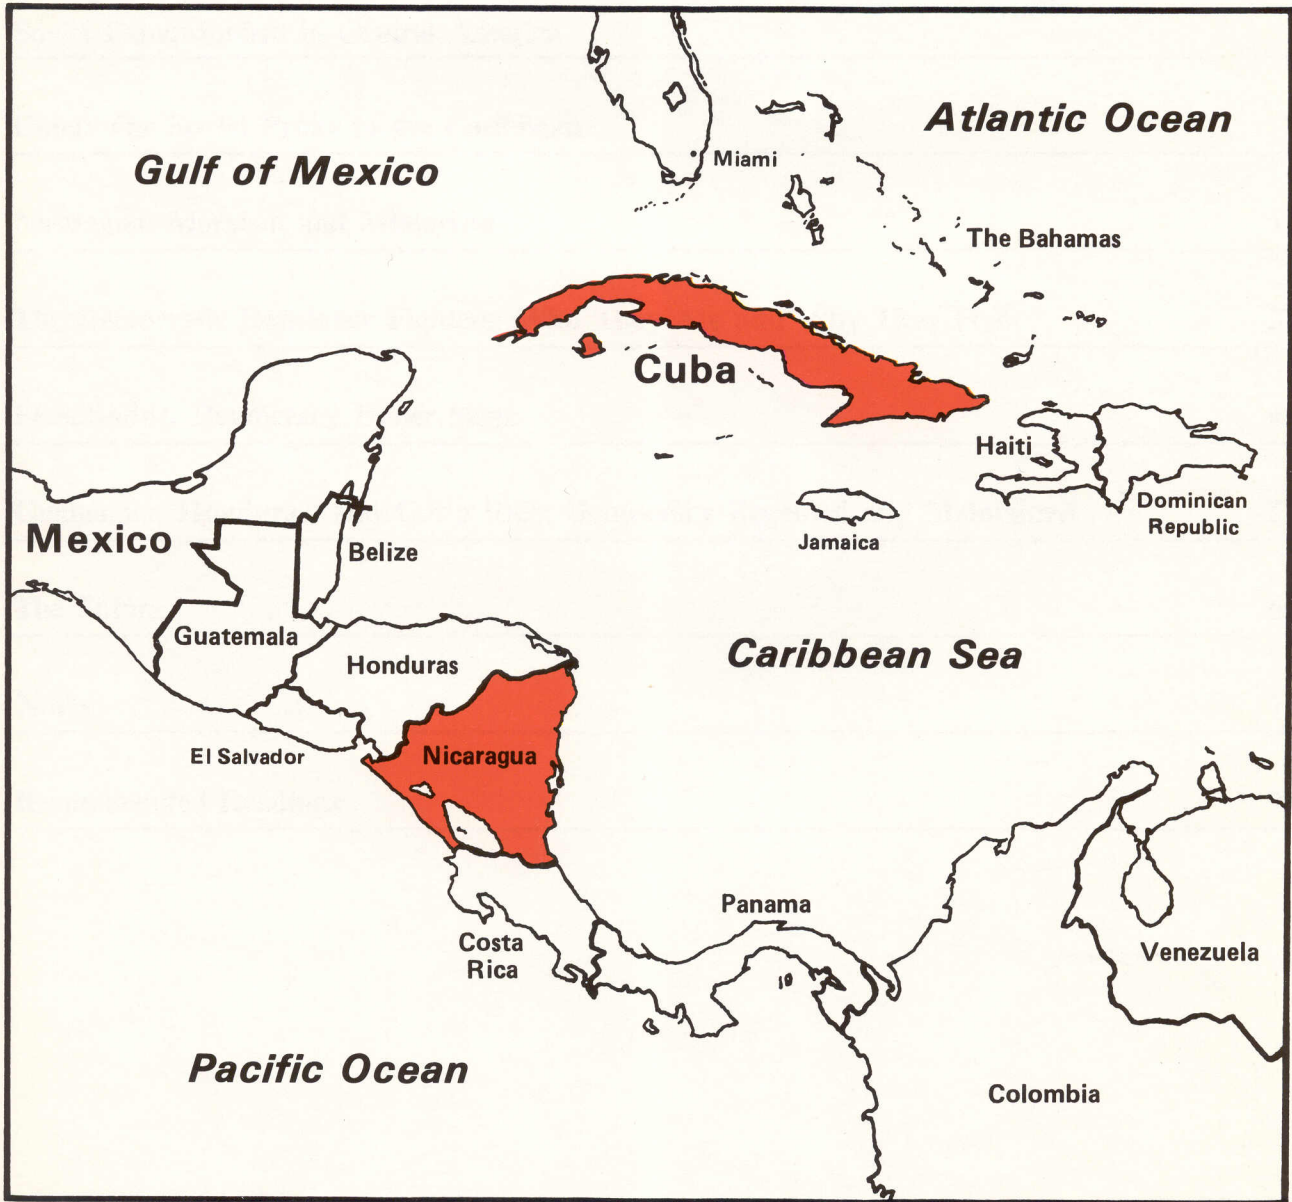 Atlantic Ocean
Gulf of Mexico
Miami
The Bahamas
Cuba
Haiti
Dominican
Republic
Jamaica
Mexico
Belize
Guatemala
Honduras
Caribbean Sea
El Salvador
Nicaragua
Panama
Costa
Rica
Venezuela
Pacific Ocean
Colombia